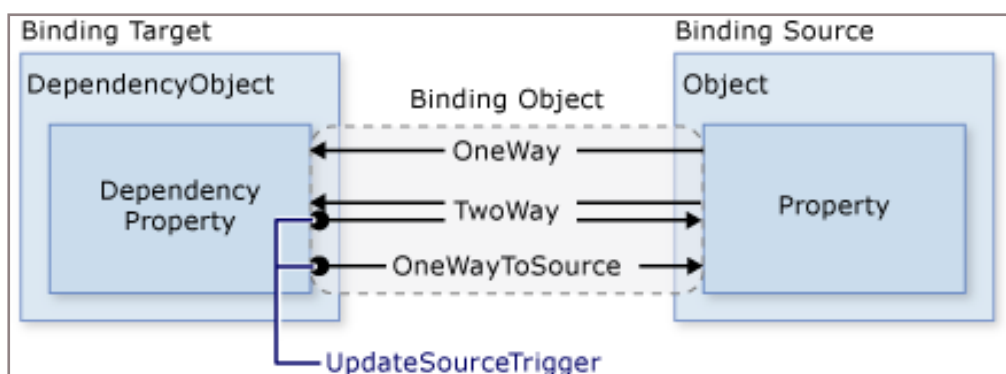 Binding Target
Binding Source
DependencyObject
Object
Binding Object
OneWay
Dependency
Property
TwoWay
Property
OneWayToSource
UpdateSourceTrigger